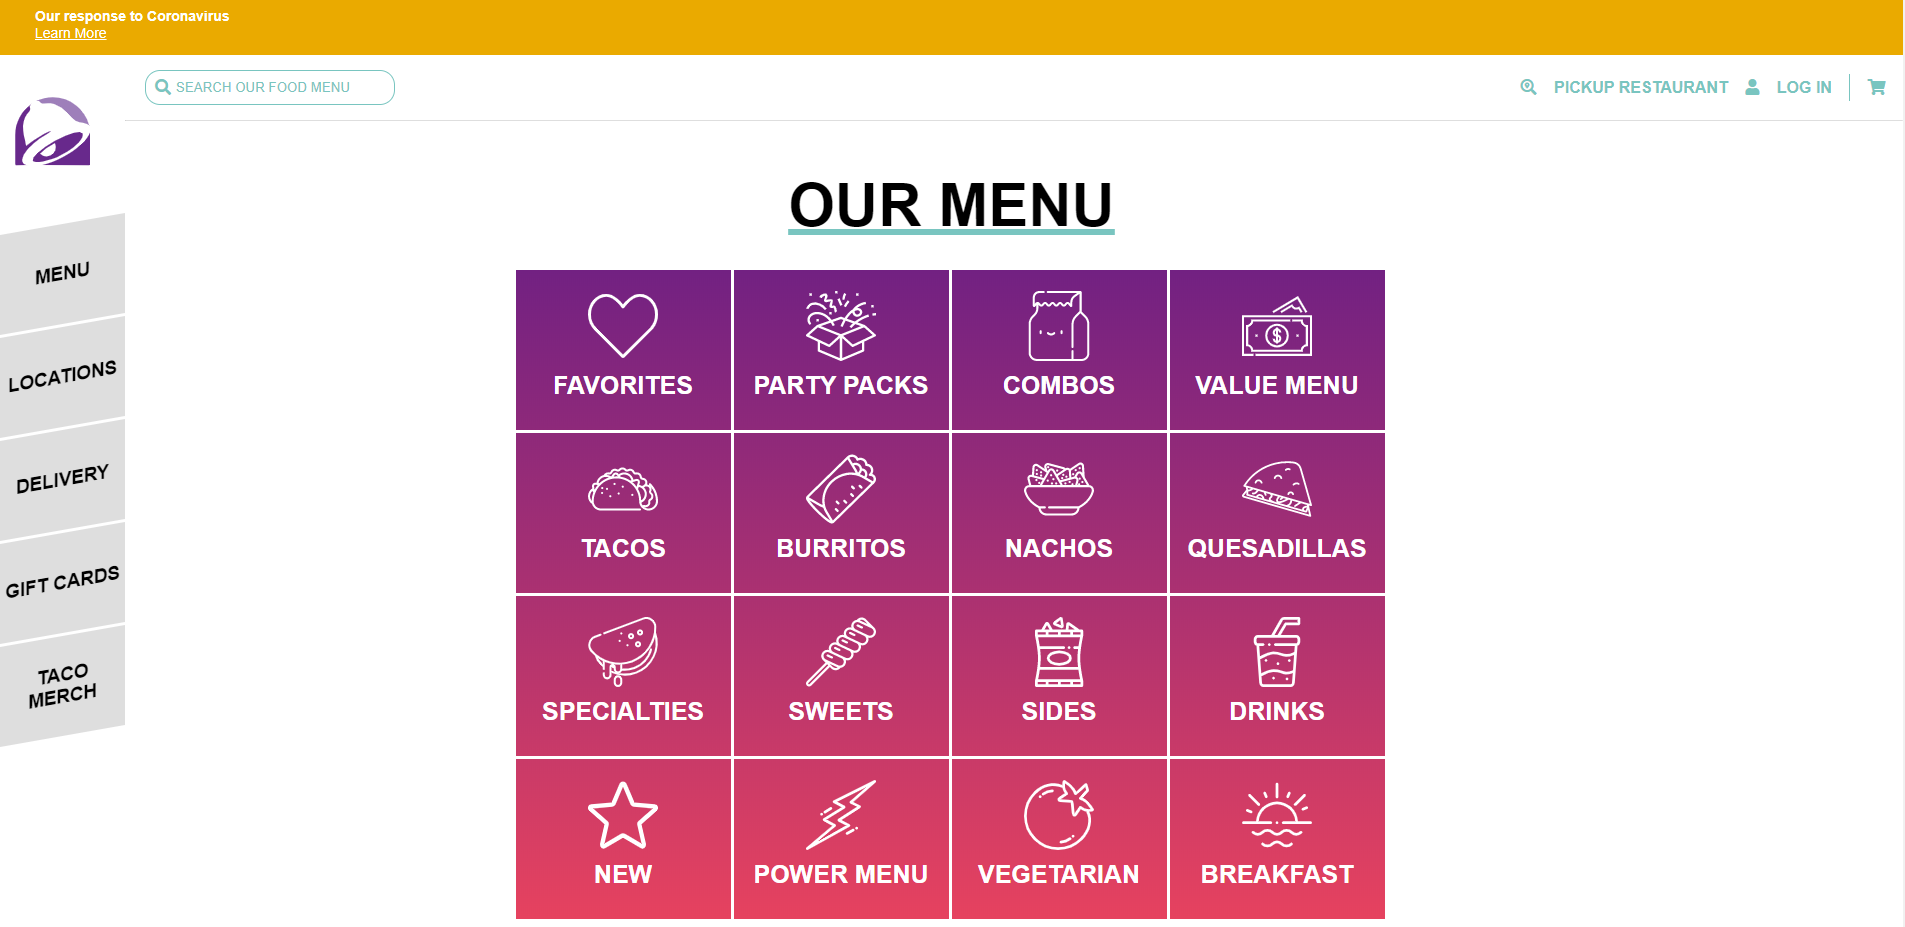 Our response to Coronavirus
Learn More
SEARCH OUR FOOD MENU
PICKUP RESTAURANT
LOG IN
MENU
LOCATIONS
DELIVERY
GIFT CARDS
TACO
MERCH
OUR MENU
FAVORITES
PARTY PACKS
COMBOS
VALUE MENU
TACOS
BURRITOS
NACHOS
QUESADILLAS
SPECIALTIES
SWEETS
SIDES
DRINKS
NEW
POWER MENU
VEGETARIAN
BREAKFAST